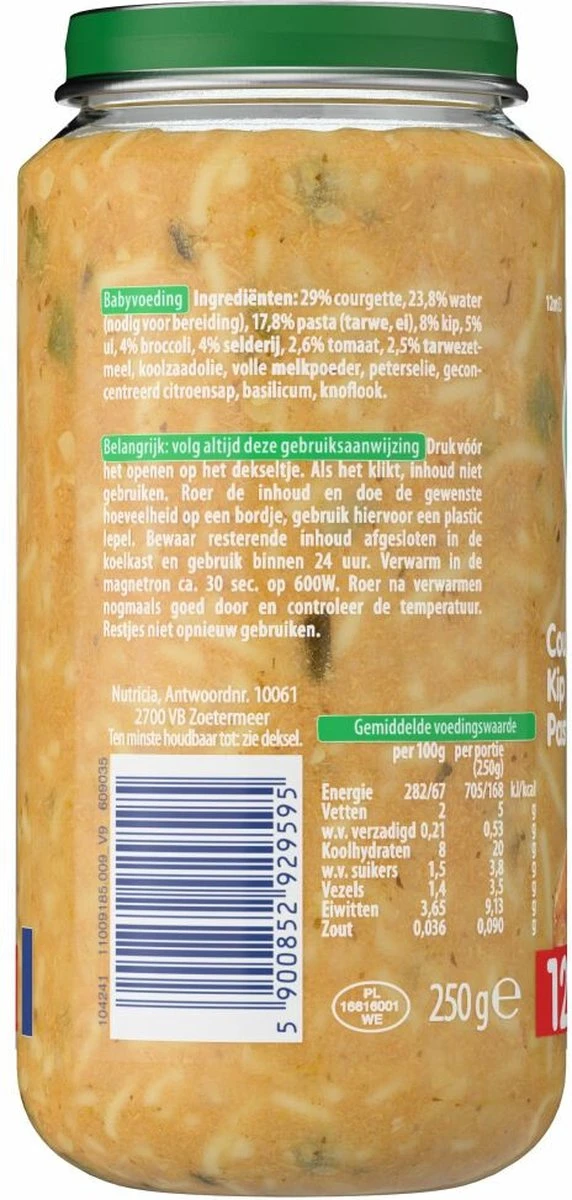 Babyvoeding Ingrediënten: 29% courgette, 23,8% water
(nodig voor bereiding), 17,8% pasta (tarwe, ei), 8% kip, 5%
ui, 4% broccoli, 4% selderij, 2,6% tomaat, 2,5% tarwezet-
meel, koolzaadolie, volle melkpoeder, peterselie, gecon-
centreerd citroensap, basilicum, knoflook.
Belangrijk: volg altijd deze gebruiksaanwijzing Druk vóór
het openen op het dekseltje. Als het klikt, inhoud niet
gebruiken. Roer de inhoud en doe de gewenste
hoeveelheid op een bordje, gebruik hiervoor een plastic
lepel. Bewaar resterende inhoud afgesloten in de
koelkast en gebruik binnen 24 uur. Verwarm in de
magnetron ca. 30 sec. op 600W. Roer na verwarmen
nogmaals goed door en controleer de temperatuur.
Restjes niet opnieuw gebruiken.
Nutricia, Antwoordnr. 10061
2700 VB Zoetermeer
Ten minste houdbaar tot: zie deksel.
104241 11009185.009 V9 609035
5 900852 929595
Gemiddelde voedingswaarde
per 100g per portie
(250g)
Energie 282/67 705/168 kJ/kcal
Vetten 2 5 g
w.v. verzadigd 0,21 0,53 g
Koolhydraten 8 20 g
w.v. suikers 1,5 3,8 g
Vezels 1,4 3,5 g
Eiwitten 3,65 9,13 g
Zout 0,036 0,090 g
PL
16616001
WE
250 g e
Kip
12